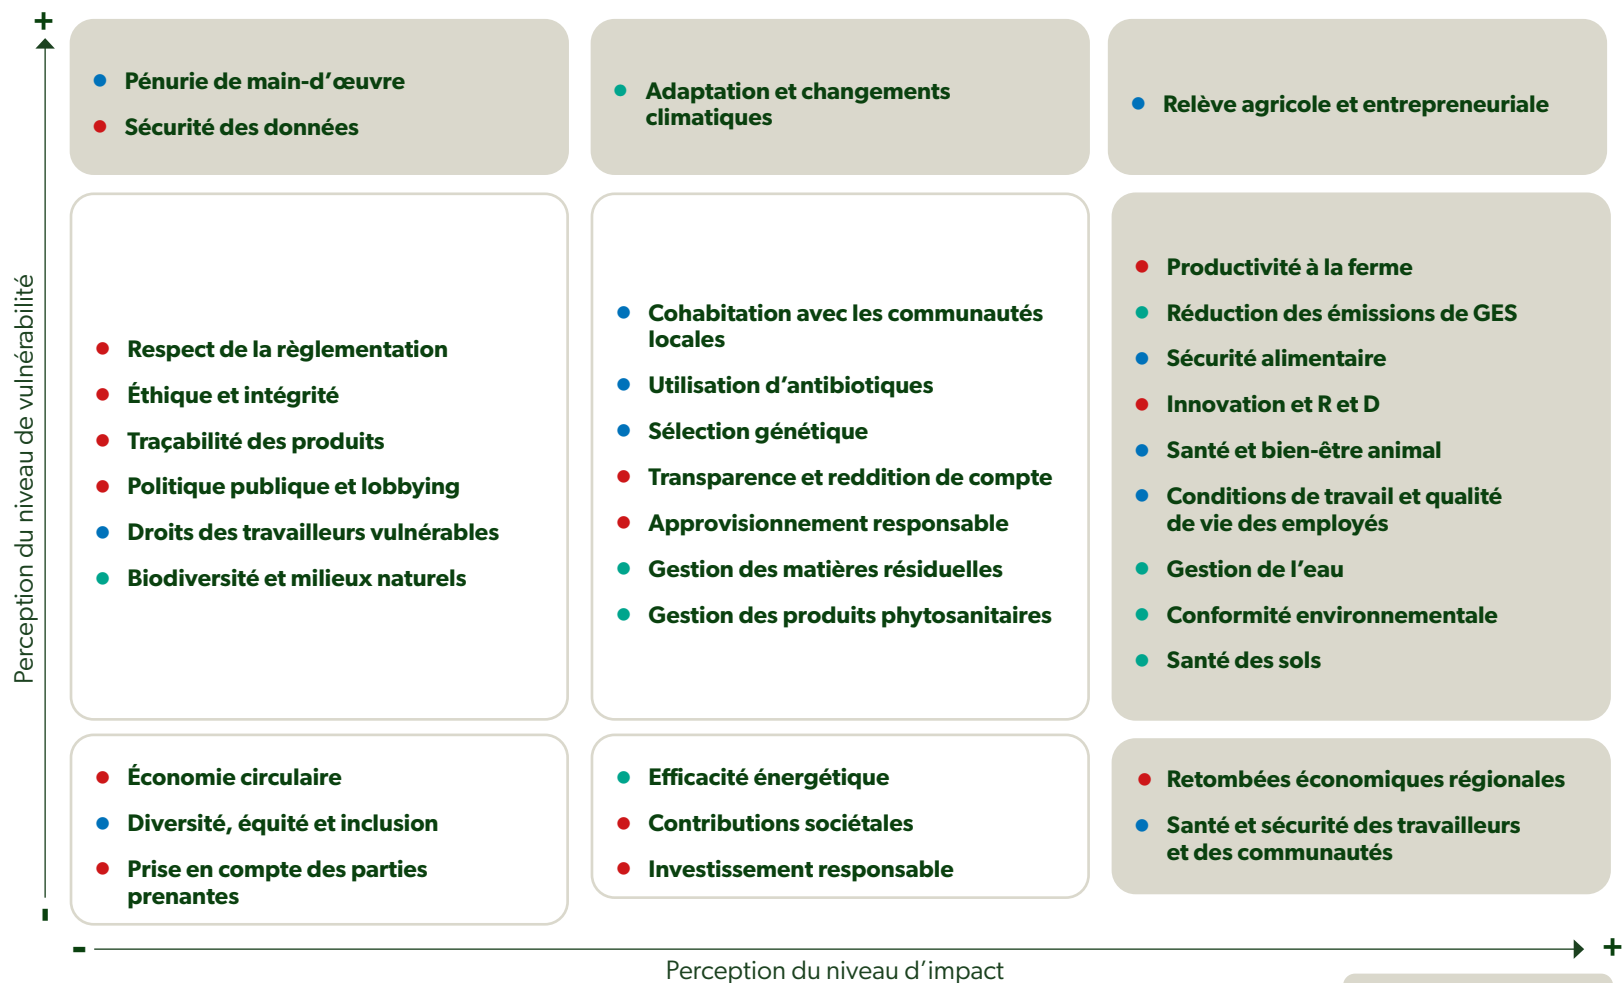 +
Pénurie de main-d’œuvre
Sécurité des données
Adaptation et changements
climatiques
Relève agricole et entrepreneuriale
Perception du niveau de vulnérabilité
Respect de la règlementation
Éthique et intégrité
Traçabilité des produits
Politique publique et lobbying
Droits des travailleurs vulnérables
Biodiversité et milieux naturels
Cohabitation avec les communautés
locales
Utilisation d’antibiotiques
Sélection génétique
Transparence et reddition de compte
Approvisionnement responsable
Gestion des matières résiduelles
Gestion des produits phytosanitaires
Productivité à la ferme
Réduction des émissions de GES
Sécurité alimentaire
Innovation et R et D
Santé et bien-être animal
Conditions de travail et qualité
de vie des employés
Gestion de l’eau
Conformité environnementale
Santé des sols
Économie circulaire
Diversité, équité et inclusion
Prise en compte des parties
prenantes
Efficacité énergétique
Contributions sociétales
Investissement responsable
Retombées économiques régionales
Santé et sécurité des travailleurs
et des communautés
-
-
+
Perception du niveau d’impact